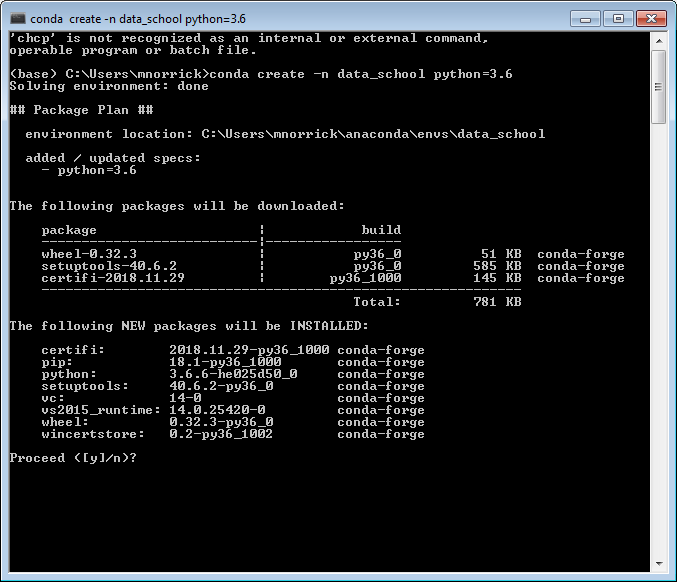 conda  create -n data_school python=3.6
'chcp' is not recognized as an internal or external command,
operable program or batch file.
(base) C:\Users\mnorrick>conda create -n data_school python=3.6
Solving environment: done
## Package Plan ##
  environment location: C:\Users\mnorrick\anaconda\envs\data_school
  added / updated specs:
    - python=3.6
The following packages will be downloaded:
    package                    |            build
    ---------------------------|-----------------
    wheel-0.32.3               |           py36_0          51 KB  conda-forge
    setuptools-40.6.2          |           py36_0         585 KB  conda-forge
    certifi-2018.11.29         |        py36_1000         145 KB  conda-forge
    ------------------------------------------------------------
                                           Total:         781 KB
The following NEW packages will be INSTALLED:
    certifi:        2018.11.29-py36_1000 conda-forge
    pip:            18.1-py36_1000       conda-forge
    python:         3.6.6-he025d50_0     conda-forge
    setuptools:     40.6.2-py36_0        conda-forge
    vc:             14-0                 conda-forge
    vs2015_runtime: 14.0.25420-0         conda-forge
    wheel:          0.32.3-py36_0        conda-forge
    wincertstore:   0.2-py36_1002        conda-forge
Proceed ([y]/n)?